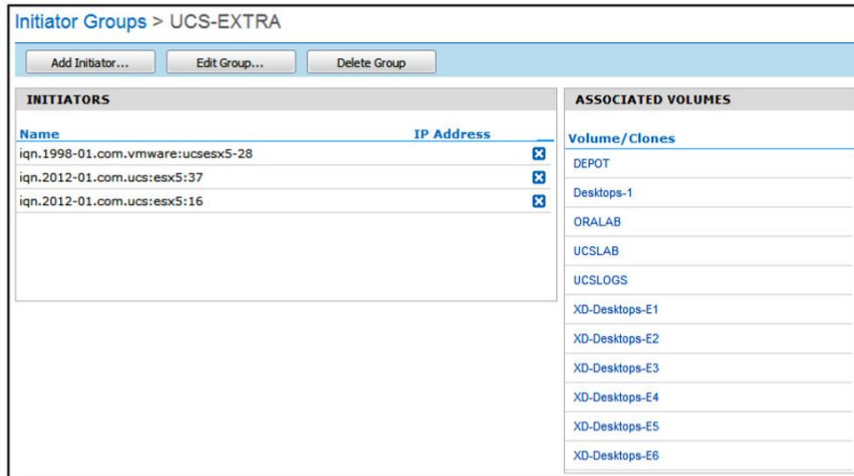 Initiator Groups > UCS-EXTRA
Add Initiator...
Edit Group...
Delete Group
INITIATORS
Name
IP Address
iqn.1998-01.com.vmware:ucsesx5-28
iqn.2012-01.com.ucs:esx5:37
iqn.2012-01.com.ucs:esx5:16
ASSOCIATED VOLUMES
Volume/Clones
DEPOT
Desktops-1
ORALAB
UCSLAB
UCSLOGS
XD-Desktops-E1
XD-Desktops-E2
XD-Desktops-E3
XD-Desktops-E4
XD-Desktops-E5
XD-Desktops-E6